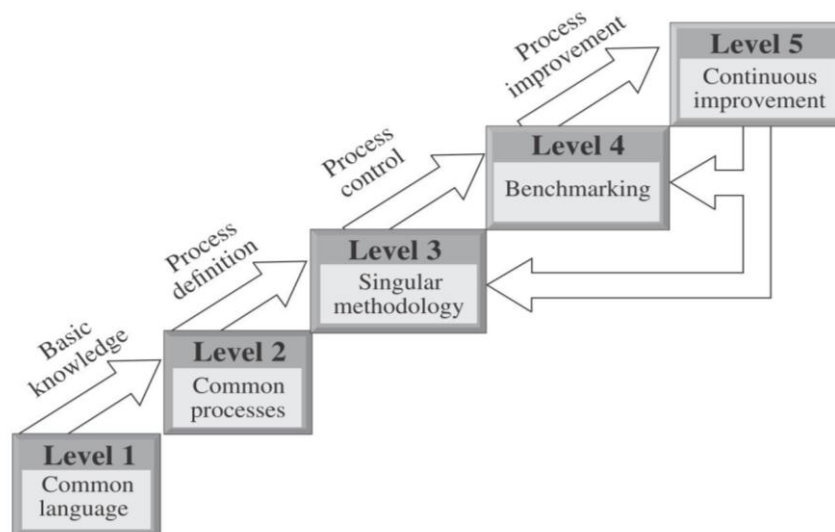 Process
improvement
Level 5
Continuous
improvement
Process
control
Level 4
Benchmarking
Process
definition
Level 3
Singular
methodology
Basic
knowledge
Level 2
Common
processes
Level 1
Common
language